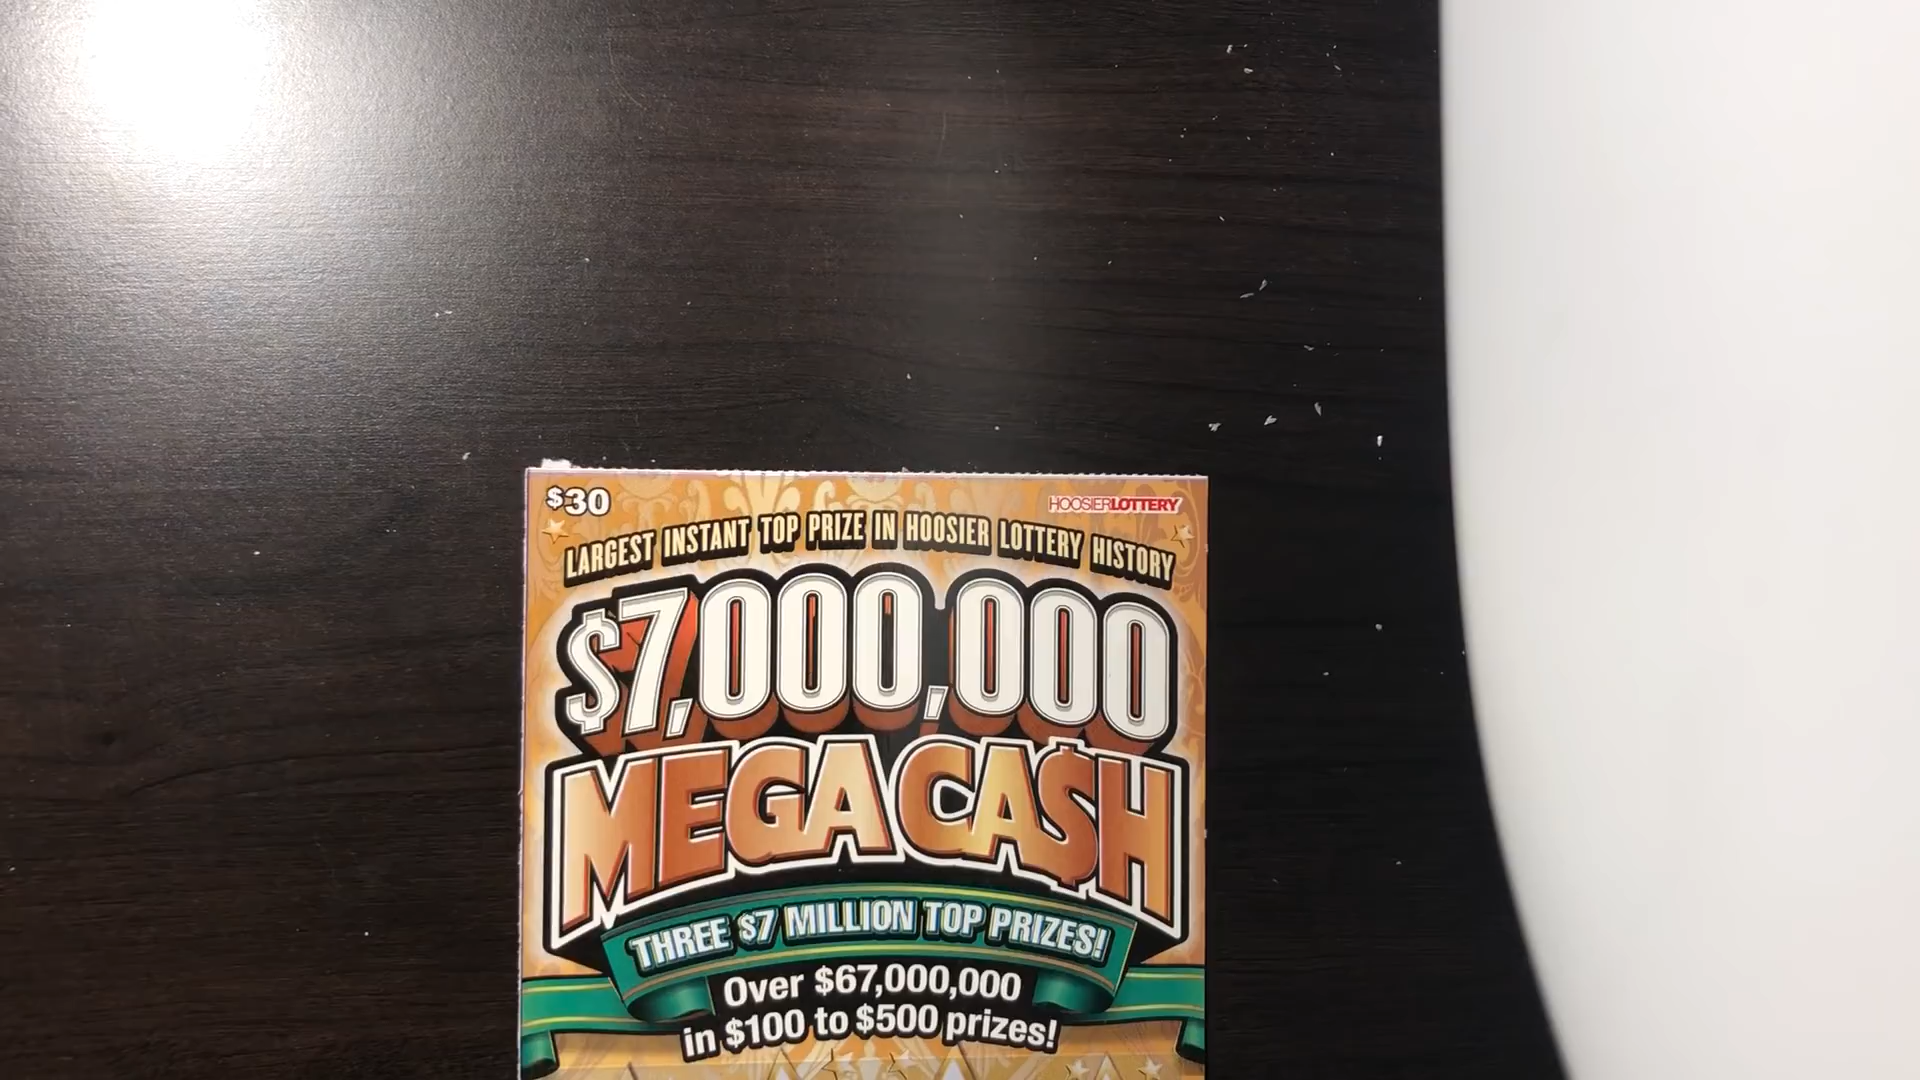 $30
HOOSIERLOTTERY
LARGEST INSTANT TOP PRIZE IN HOOSIER LOTTERY HISTORY
$7,000,000
MEGA CA$H
THREE $7 MILLION TOP PRIZES!
Over $67,000,000
in $100 to $500 prizes!